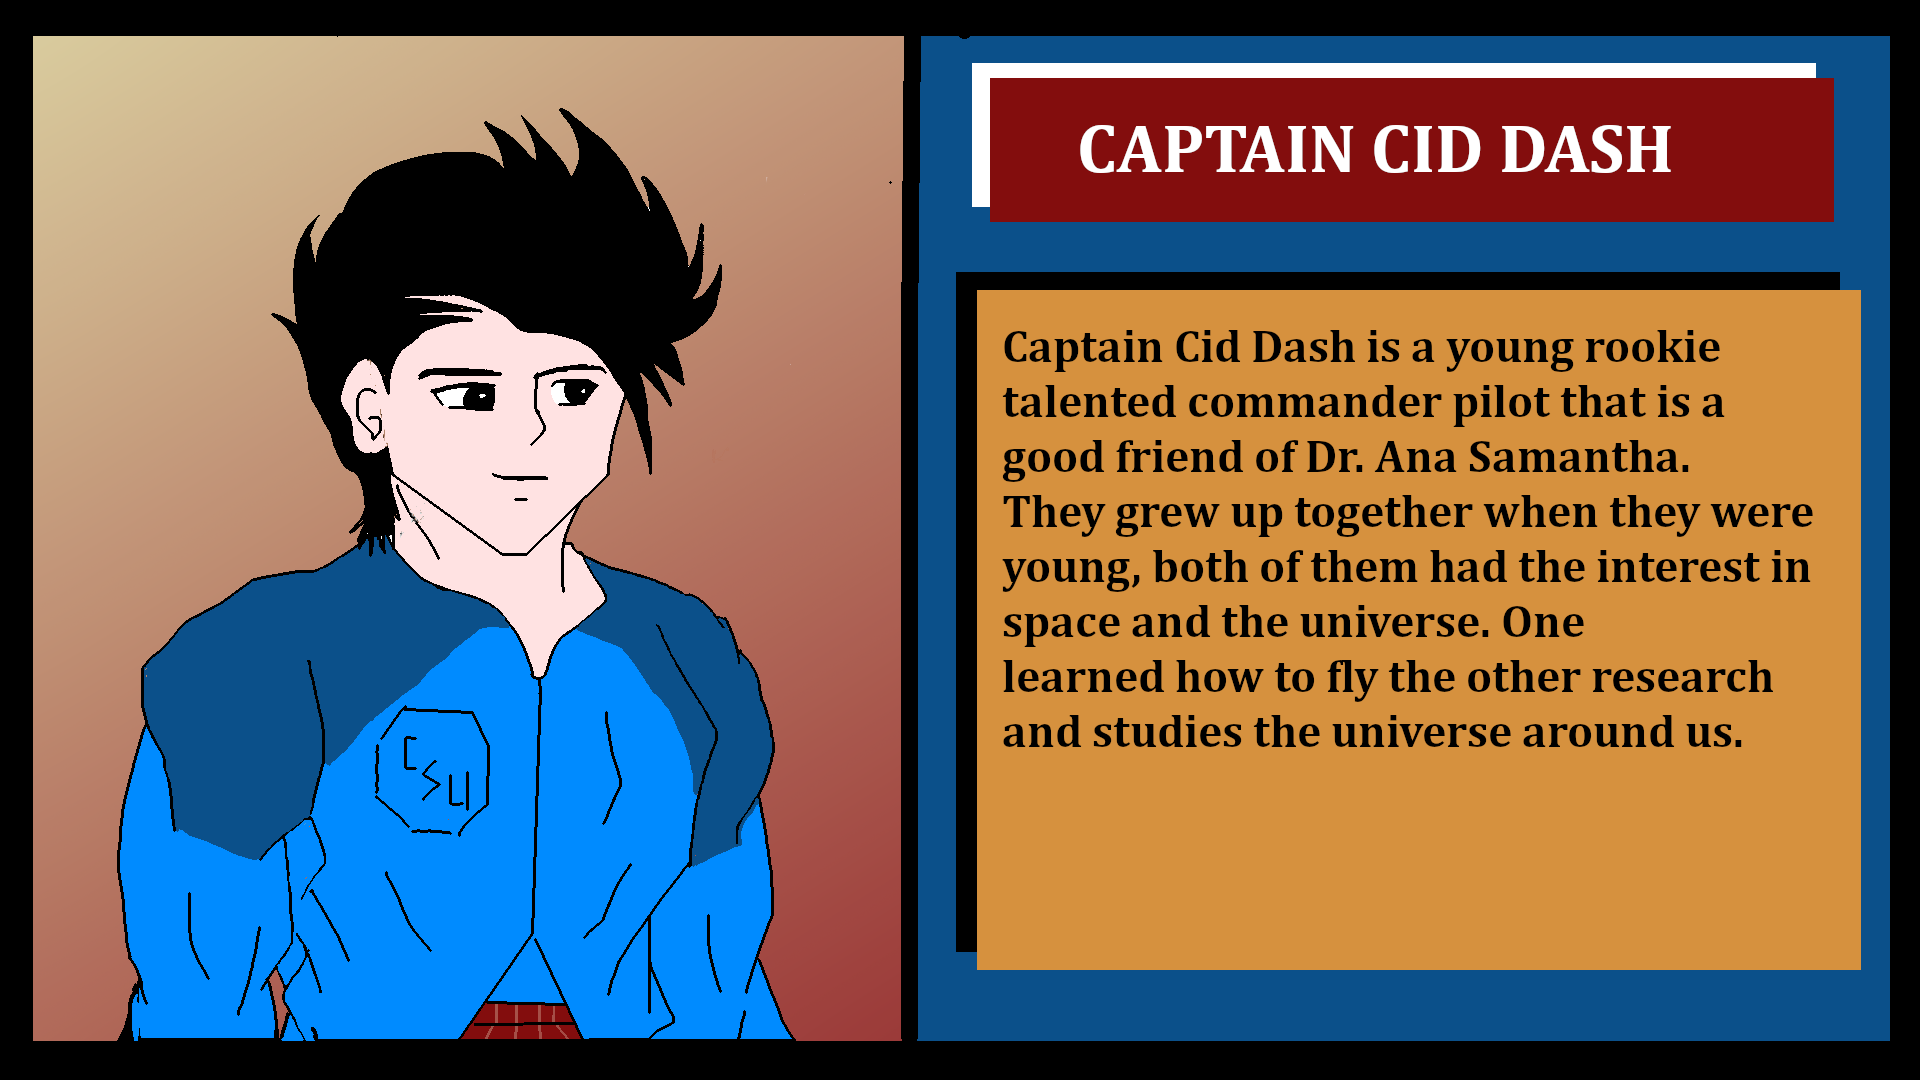 CAPTAIN CID DASH
Captain Cid Dash is a young rookie
talented commander pilot that is a
good friend of Dr. Ana Samantha.
They grew up together when they were
young, both of them had the interest in
space and the universe. One
learned how to fly the other research
and studies the universe around us.
CSU